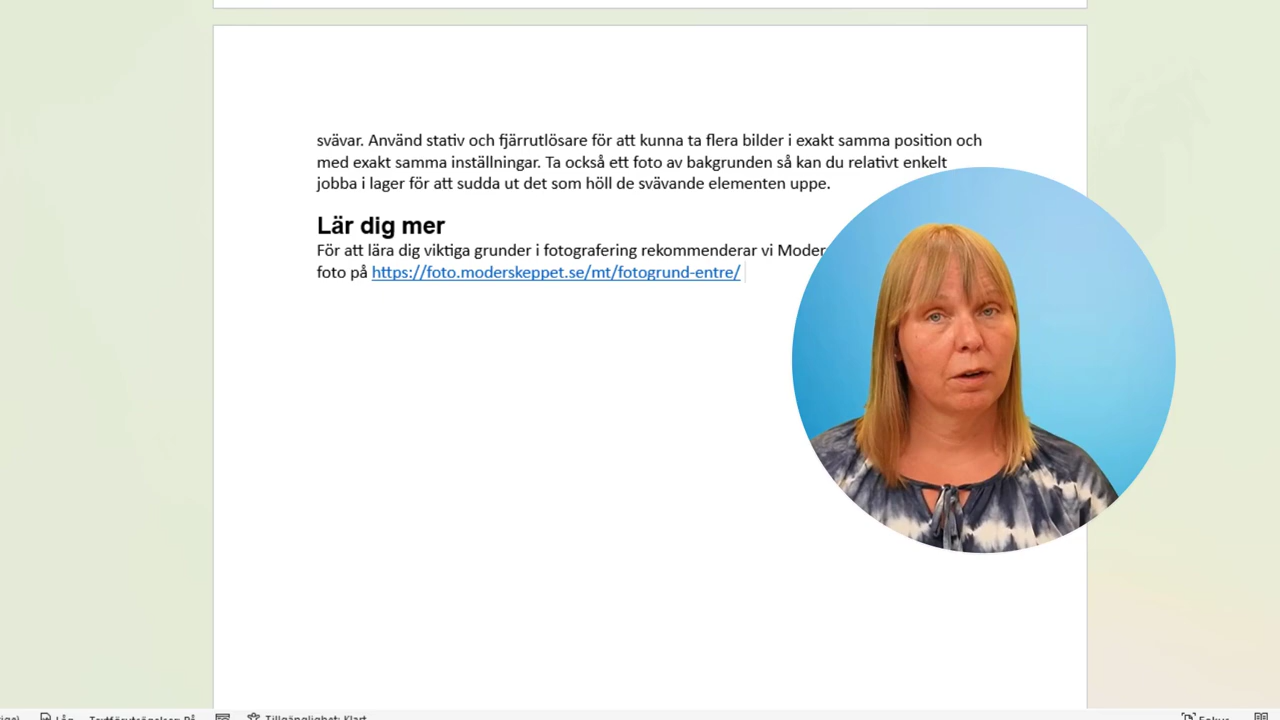 svävar. Använd stativ och fjärrutlösare för att kunna ta flera bilder i exakt samma position och
med exakt samma inställningar. Ta också ett foto av bakgrunden så kan du relativt enkelt
jobba i lager för att sudda ut det som höll de svävande elementen uppe.
Lär dig mer
För att lära dig viktiga grunder i fotografering rekommenderar vi Moder
foto på https://foto.moderskeppet.se/mt/fotogrund-entre/
Textförutsägelser: På
Tillgänglighet: Klart
Fokus